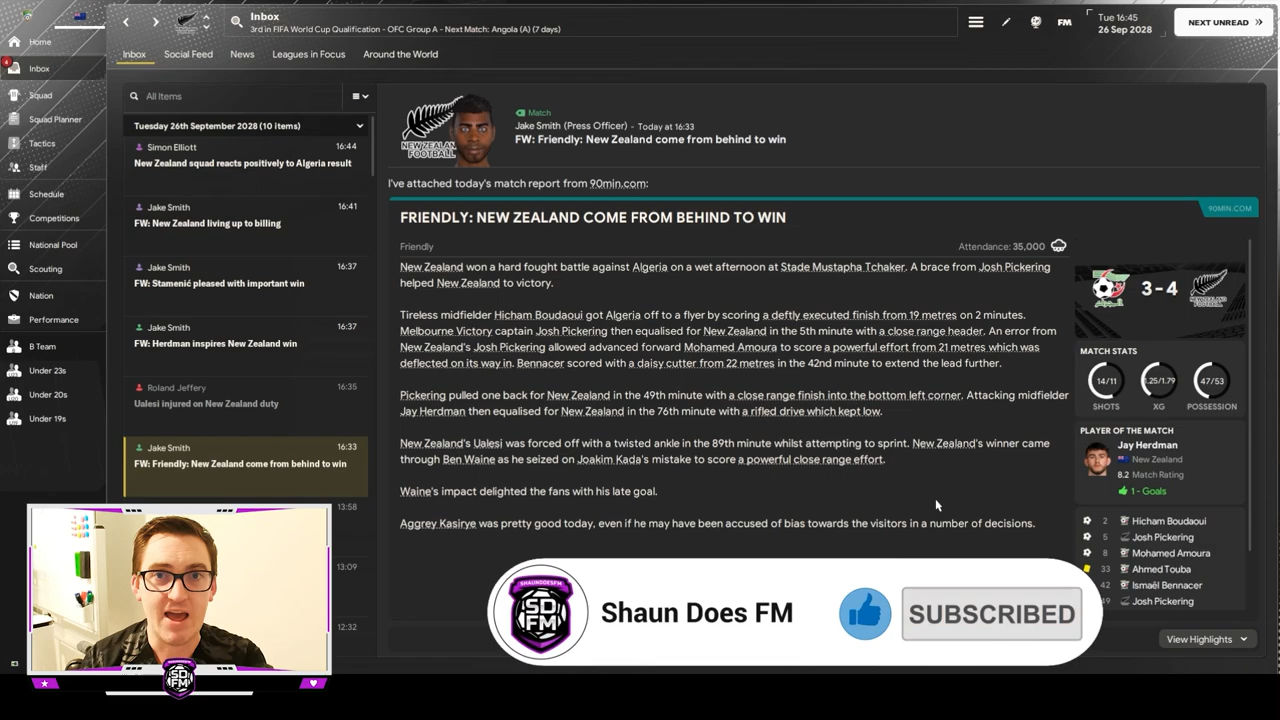 Inbox
3rd in FIFA World Cup Qualification - OFC Group A - Next Match: Angola (A) (7 days)
FM
Tue 16:45
26 Sep 2028
NEXT UNREAD
Inbox
Social Feed
News
Leagues in Focus
Around the World
Home
4
Inbox
Squad
Squad Planner
Tactics
Staff
Schedule
Competitions
National Pool
Scouting
Nation
Performance
B Team
Under 23s
Under 20s
Under 19s
All Items
Tuesday 26th September 2028 (10 items)
Simon Elliott 16:44
New Zealand squad reacts positively to Algeria result
Jake Smith 16:41
FW: New Zealand living up to billing
Jake Smith 16:37
FW: Stamenić pleased with important win
Jake Smith 16:37
FW: Herdman inspires New Zealand win
Roland Jeffery 16:35
Ualesi injured on New Zealand duty
Jake Smith 16:33
FW: Friendly: New Zealand come from behind to win
13:58
13:09
12:32
NEW ZEALAND
FOOTBALL
Match
Jake Smith (Press Officer) - Today at 16:33
FW: Friendly: New Zealand come from behind to win
I've attached today's match report from 90min.com:
FRIENDLY: NEW ZEALAND COME FROM BEHIND TO WIN
90MIN.COM
Friendly
Attendance: 35,000
New Zealand won a hard fought battle against Algeria on a wet afternoon at Stade Mustapha Tchaker. A brace from Josh Pickering
helped New Zealand to victory.
Tireless midfielder Hicham Boudaoui got Algeria off to a flyer by scoring a deftly executed finish from 19 metres on 2 minutes.
Melbourne Victory captain Josh Pickering then equalised for New Zealand in the 5th minute with a close range header. An error from
New Zealand's Josh Pickering allowed advanced forward Mohamed Amoura to score a powerful effort from 21 metres which was
deflected on its way in. Bennacer scored with a daisy cutter from 22 metres in the 42nd minute to extend the lead further.
Pickering pulled one back for New Zealand in the 49th minute with a close range finish into the bottom left corner. Attacking midfielder
Jay Herdman then equalised for New Zealand in the 76th minute with a rifled drive which kept low.
New Zealand's Ualesi was forced off with a twisted ankle in the 89th minute whilst attempting to sprint. New Zealand's winner came
through Ben Waine as he seized on Joakim Kada's mistake to score a powerful close range effort.
Waine's impact delighted the fans with his late goal.
Aggrey Kasirye was pretty good today, even if he may have been accused of bias towards the visitors in a number of decisions.
3-4
MATCH STATS
14/11
1.25/1.79
47/53
SHOTS
XG
POSSESSION
PLAYER OF THE MATCH
Jay Herdman
New Zealand
8.2 Match Rating
1 - Goals
2 Hicham Boudaoui
5 Josh Pickering
8 Mohamed Amoura
33 Ahmed Touba
42 Ismaël Bennacer
49 Josh Pickering
View Highlights
SHAUNDOESFM
SD
FM
Shaun Does FM
SUBSCRIBED
SD
FM